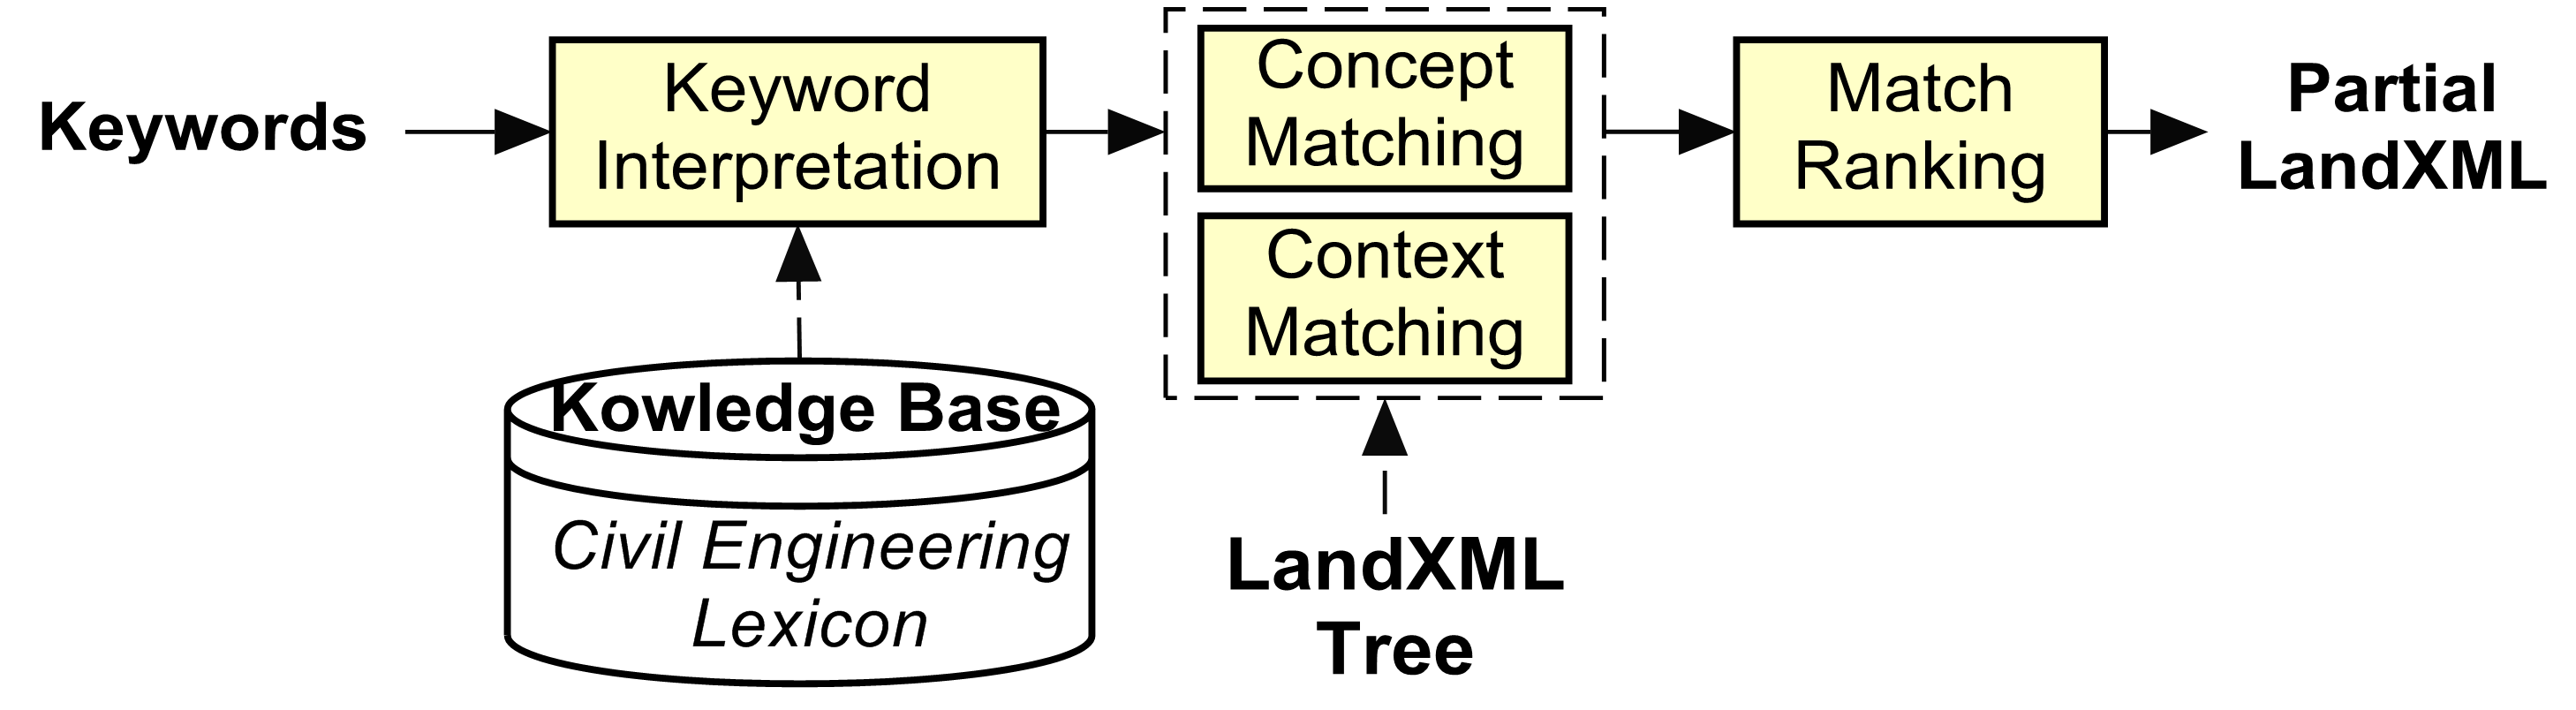 Keywords
Keyword
Interpretation
Concept
Matching
Context
Matching
Match
Ranking
Partial
LandXML
Kowledge Base
Civil Engineering
Lexicon
LandXML
Tree